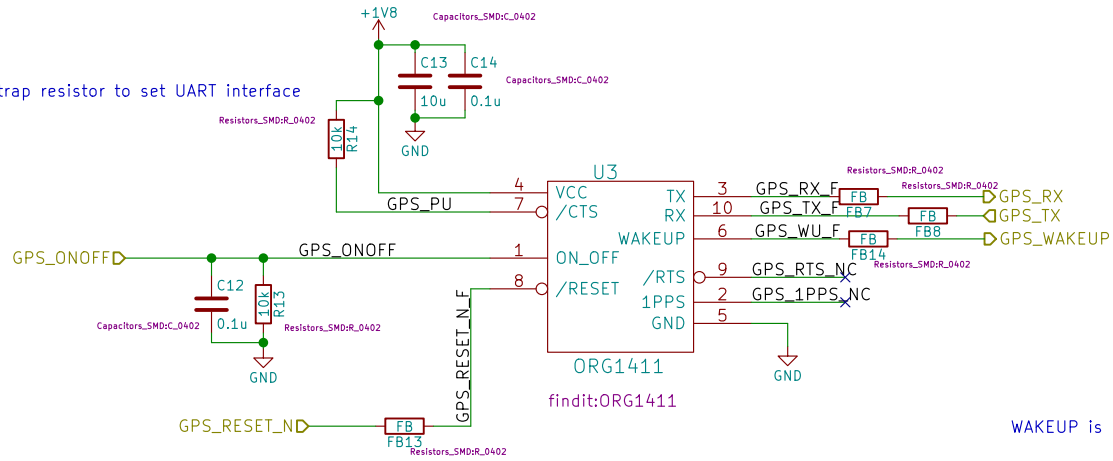 +1V8
Capacitors_SMD:C_0402
C13
C14
Capacitors_SMD:C_0402
10u
0.1u
trap resistor to set UART interface
Resistors_SMD:R_0402
10k
R14
GND
U3
Resistors_SMD:R_0402
Resistors_SMD:R_0402
4
VCC
TX
3
GPS_RX_F
FB
FB7
GPS_RX
GPS_PU
7
/CTS
RX
10
GPS_TX_F
FB
FB8
GPS_TX
WAKEUP
6
GPS_WU_F
FB
FB14
GPS_WAKEUP
Resistors_SMD:R_0402
GPS_ONOFF
GPS_ONOFF
1
ON_OFF
/RTS
9
GPS_RTS_NC
8
/RESET
1PPS
2
GPS_1PPS_NC
GND
5
C12
0.1u
Capacitors_SMD:C_0402
10k
R13
Resistors_SMD:R_0402
GND
GPS_RESET_N_F
ORG1411
findit:ORG1411
GND
GPS_RESET_N
FB
FB13
Resistors_SMD:R_0402
WAKEUP is